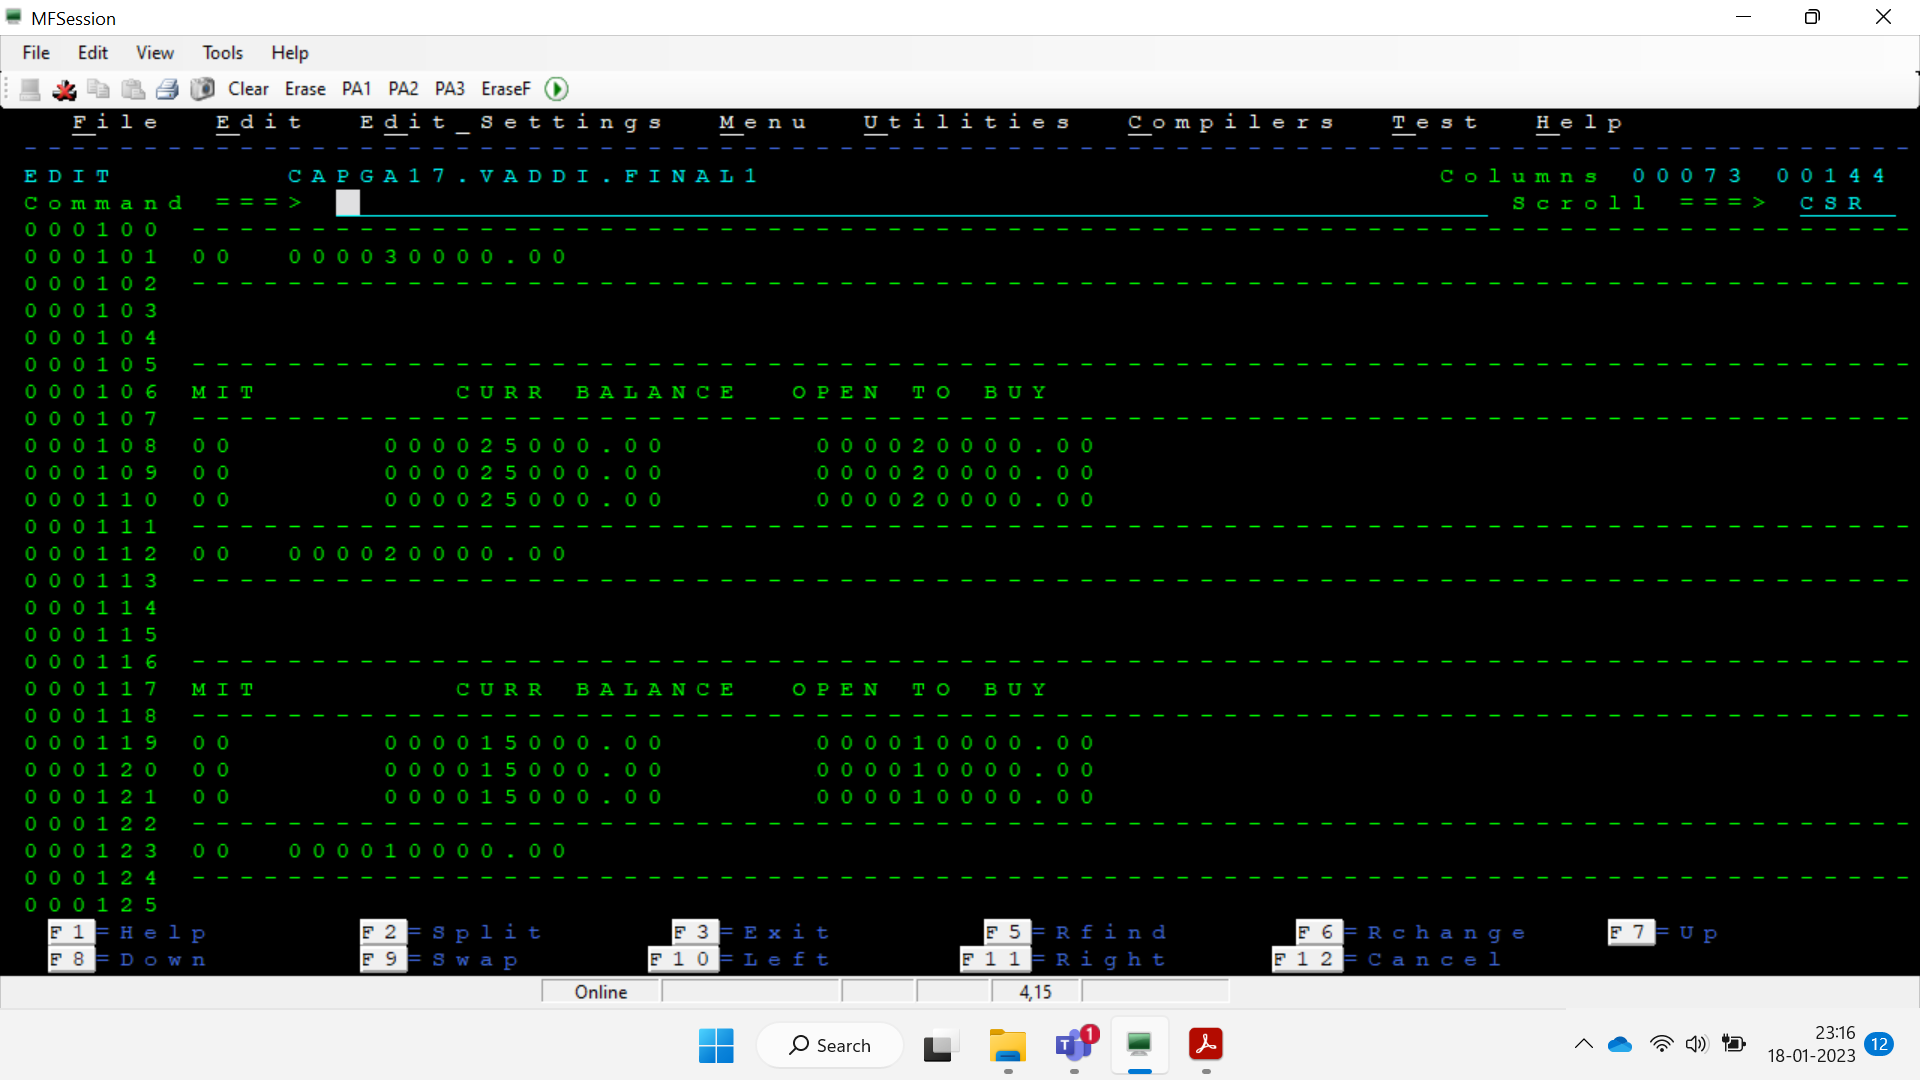 MFSession
File Edit View Tools Help
Clear Erase PA1 PA2 PA3 EraseF
File Edit Edit_Settings Menu Utilities Compilers Test Help
--------------------------------------------------------------------------------
EDIT CAPGA17.VADDI.FINAL1 Columns 00073 00144
Command ===> Scroll ===> CSR
000100 ------------------------------------------------------------------------
000101 00 000030000.00
000102 ------------------------------------------------------------------------
000103
000104
000105 ------------------------------------------------------------------------
000106 MIT CURR BALANCE OPEN TO BUY
000107 ------------------------------------------------------------------------
000108 00 000025000.00 000020000.00
000109 00 000025000.00 000020000.00
000110 00 000025000.00 000020000.00
000111 ------------------------------------------------------------------------
000112 00 000020000.00
000113 ------------------------------------------------------------------------
000114
000115
000116 ------------------------------------------------------------------------
000117 MIT CURR BALANCE OPEN TO BUY
000118 ------------------------------------------------------------------------
000119 00 000015000.00 000010000.00
000120 00 000015000.00 000010000.00
000121 00 000015000.00 000010000.00
000122 ------------------------------------------------------------------------
000123 00 000010000.00
000124 ------------------------------------------------------------------------
000125
F1=Help F2=Split F3=Exit F5=Rfind F6=Rchange F7=Up
F8=Down F9=Swap F10=Left F11=Right F12=Cancel
Online 4,15
Search 1 23:16 12
18-01-2023